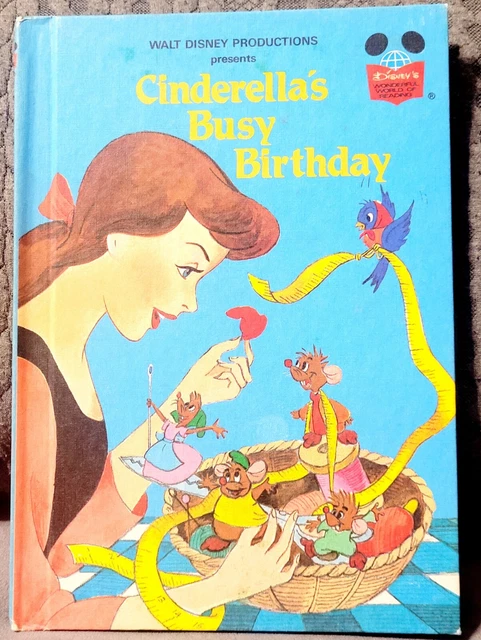 WALT DISNEY PRODUCTIONS
presents
Cinderella's
Busy
Birthday
DISNEY'S
WONDERFUL
WORLD OF
READING
®